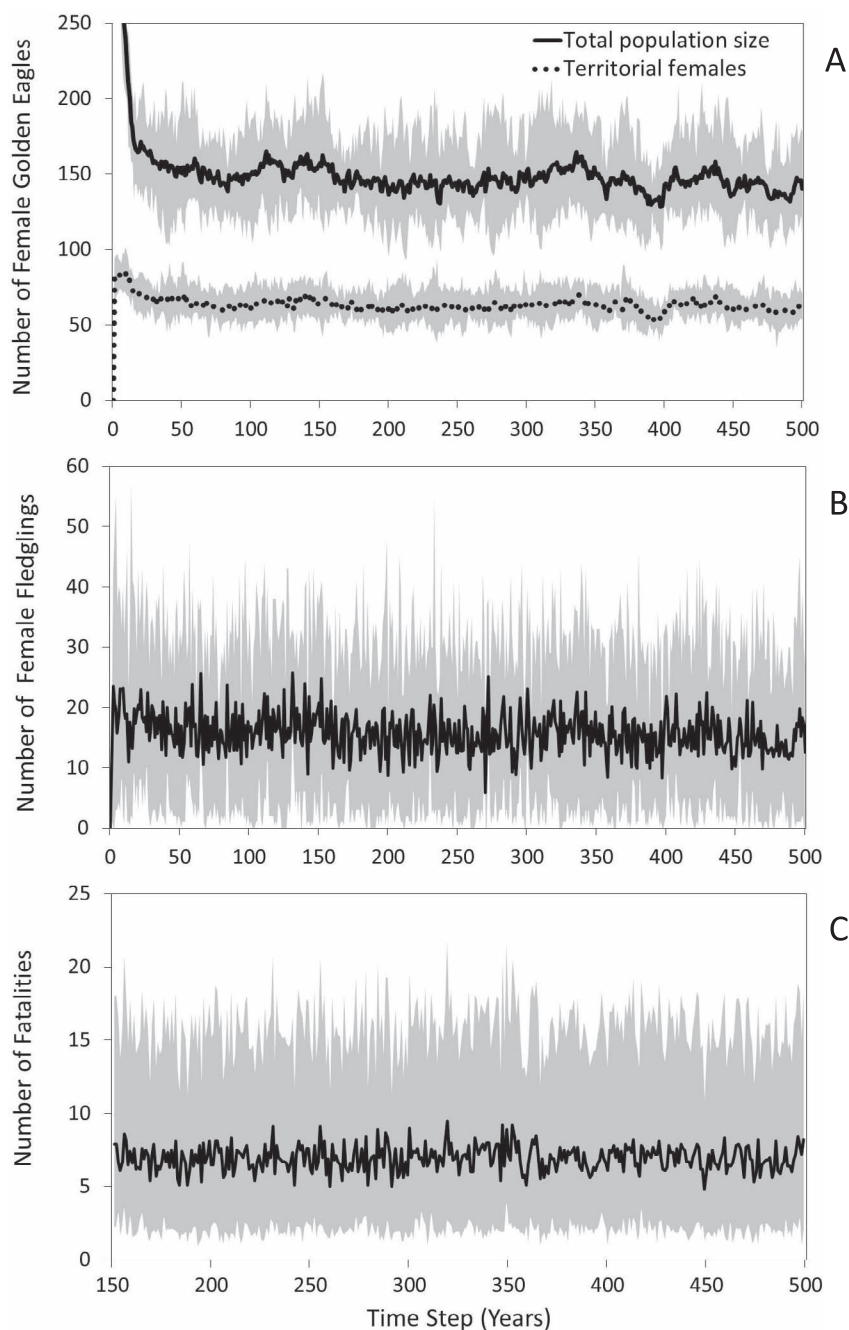 250
200
150
100
50
0
Number of Female Golden Eagles
Total population size
Territorial females
A
0 50 100 150 200 250 300 350 400 450 500
60
50
40
30
20
10
0
Number of Female Fledglings
B
0 50 100 150 200 250 300 350 400 450 500
25
20
15
10
5
0
Number of Fatalities
C
150 200 250 300 350 400 450 500
Time Step (Years)